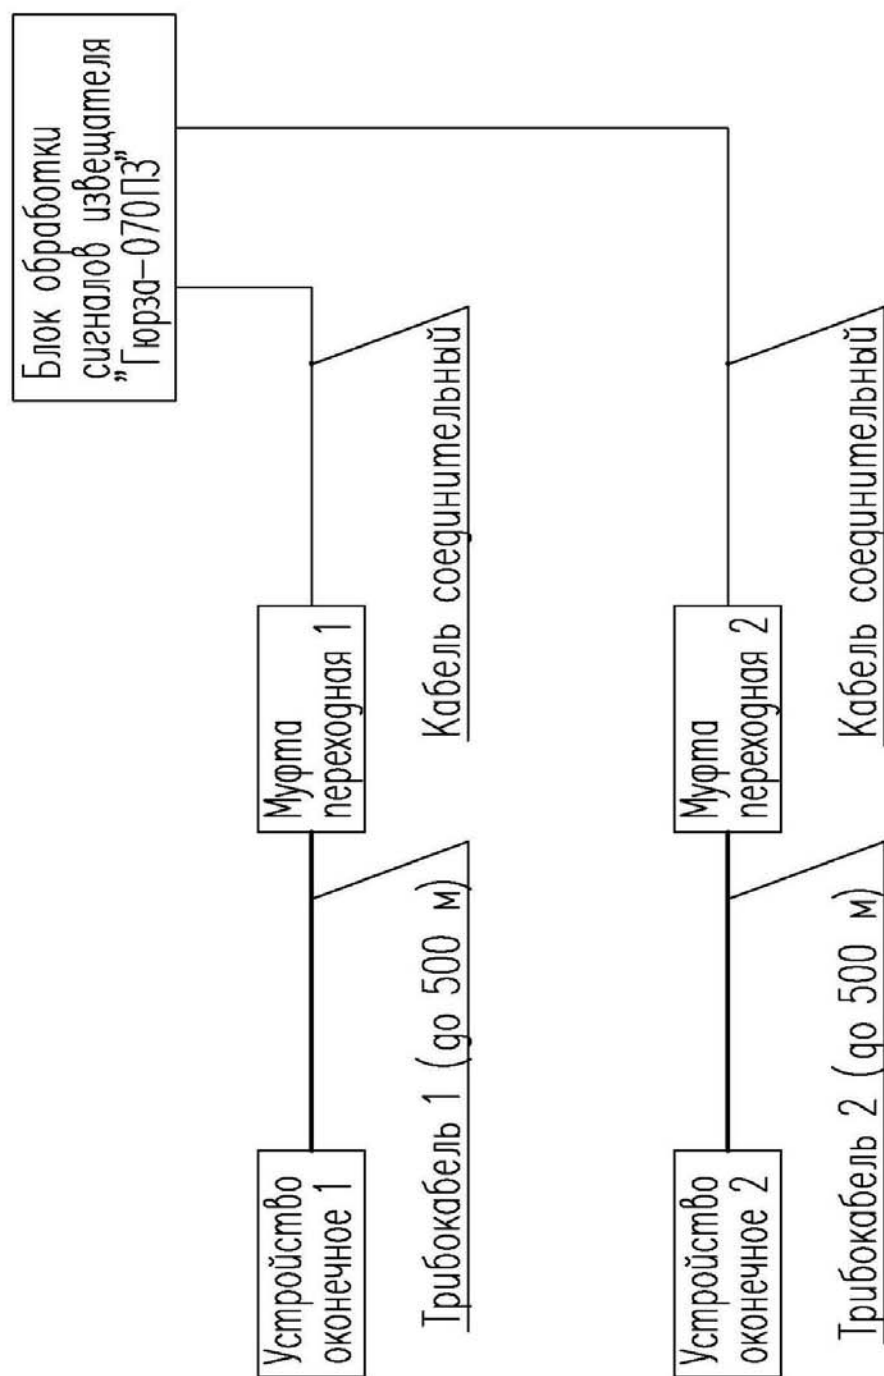 Блок обработки
сигналов извещателя
"Гюрза-070ПЗ"
Устройство
оконечное 1
Трибокабель 1 (до 500 м)
Муфта
переходная 1
Кабель соединительный
Устройство
оконечное 2
Трибокабель 2 (до 500 м)
Муфта
переходная 2
Кабель соединительный